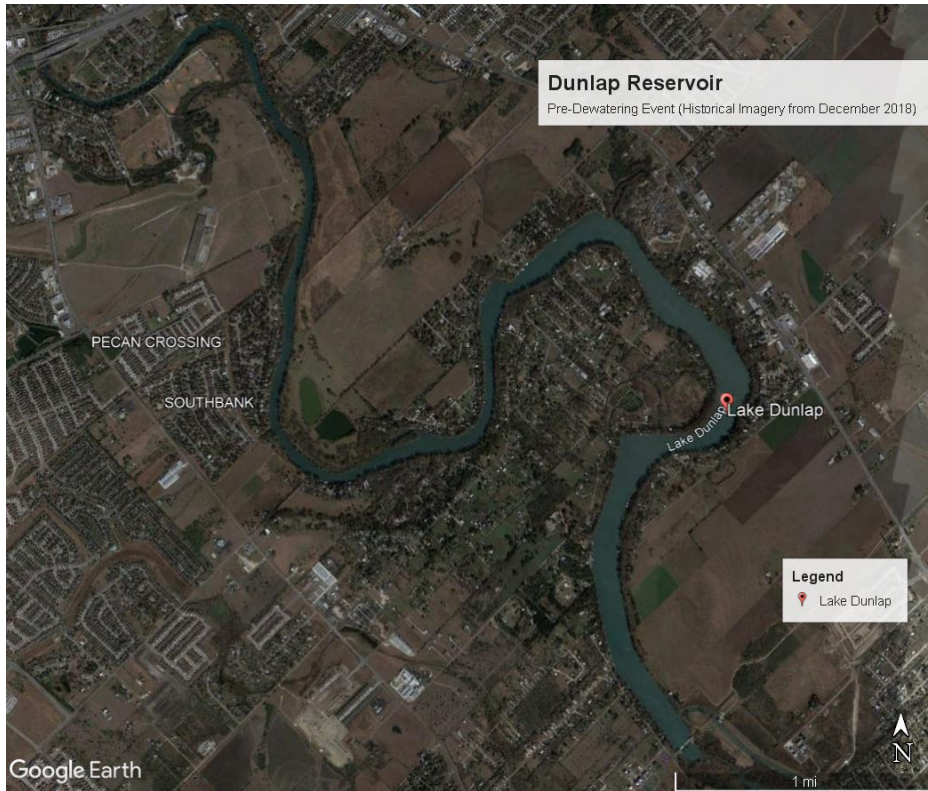 Dunlap Reservoir
Pre-Dewatering Event (Historical Imagery from December 2018)
PECAN CROSSING
SOUTHBANK
Lake Dunlap
Lake Dunlap
Legend
Lake Dunlap
N
Google Earth
1 mi